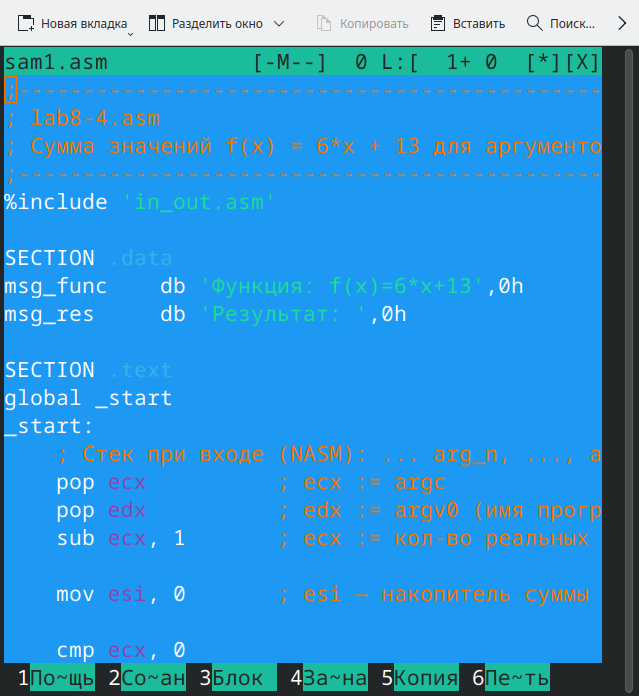 Новая вкладка Разделить окно Копировать Вставить Поиск...
sam1.asm [-M--] 0 L:[ 1+ 0 [*][X]
;---------------------------------------------
; lab8-4.asm
; Сумма значений f(x) = 6*x + 13 для аргументо
;---------------------------------------------
%include 'in_out.asm'
SECTION .data
msg_func db 'Функция: f(x)=6*x+13',0h
msg_res db 'Результат: ',0h
SECTION .text
global _start
_start:
; Стек при входе (NASM): ... arg_n, ..., a
pop ecx ; ecx := argc
pop edx ; edx := argv0 (имя прогр
sub ecx, 1 ; ecx := кол-во реальных
mov esi, 0 ; esi — накопитель суммы
cmp ecx, 0
1По~щь 2Со~ан 3Блок 4За~на 5Копия 6Пе~ть